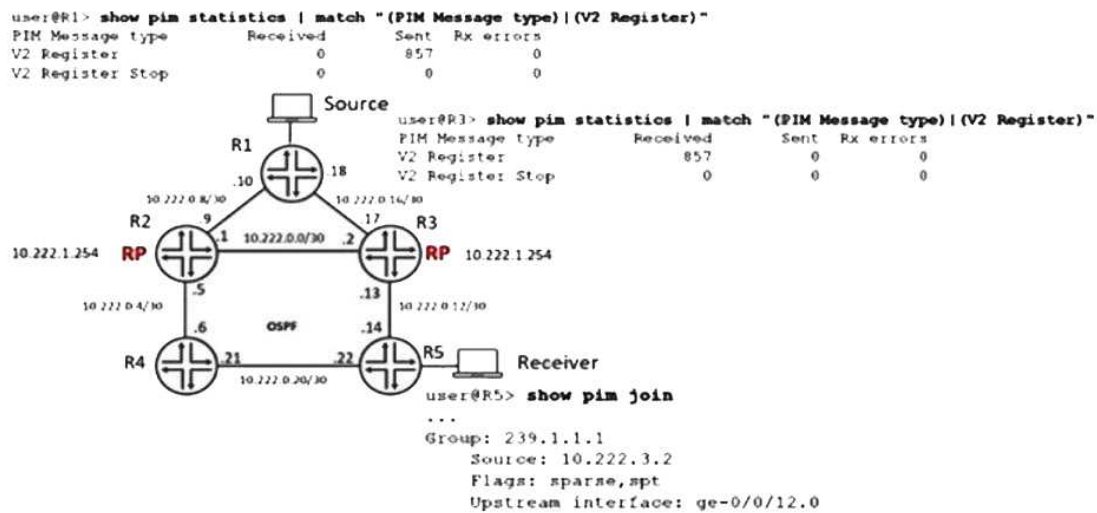 user@R1> show pim statistics | match "(PIM Message type)|(V2 Register)"
PIM Message type Received Sent Rx errors
V2 Register 0 857 0
V2 Register Stop 0 0 0
Source
user@R3> show pim statistics | match "(PIM Message type)|(V2 Register)"
PIM Message type Received Sent Rx errors
V2 Register 857 0 0
V2 Register Stop 0 0 0
R1
.10 .18
10.222.0.8/30 10.222.0.16/30
R2 .9 17 R3
.1 10.222.0.0/30 .2
10.222.1.254 RP RP 10.222.1.254
.5 .13
10.222.0.4/30 10.222.0.12/30
.6 OSPF .14
R4 .21 .22 R5
10.222.0.20/30
Receiver
user@R5> show pim join
...
Group: 239.1.1.1
Source: 10.222.3.2
Flags: sparse,spt
Upstream interface: ge-0/0/12.0